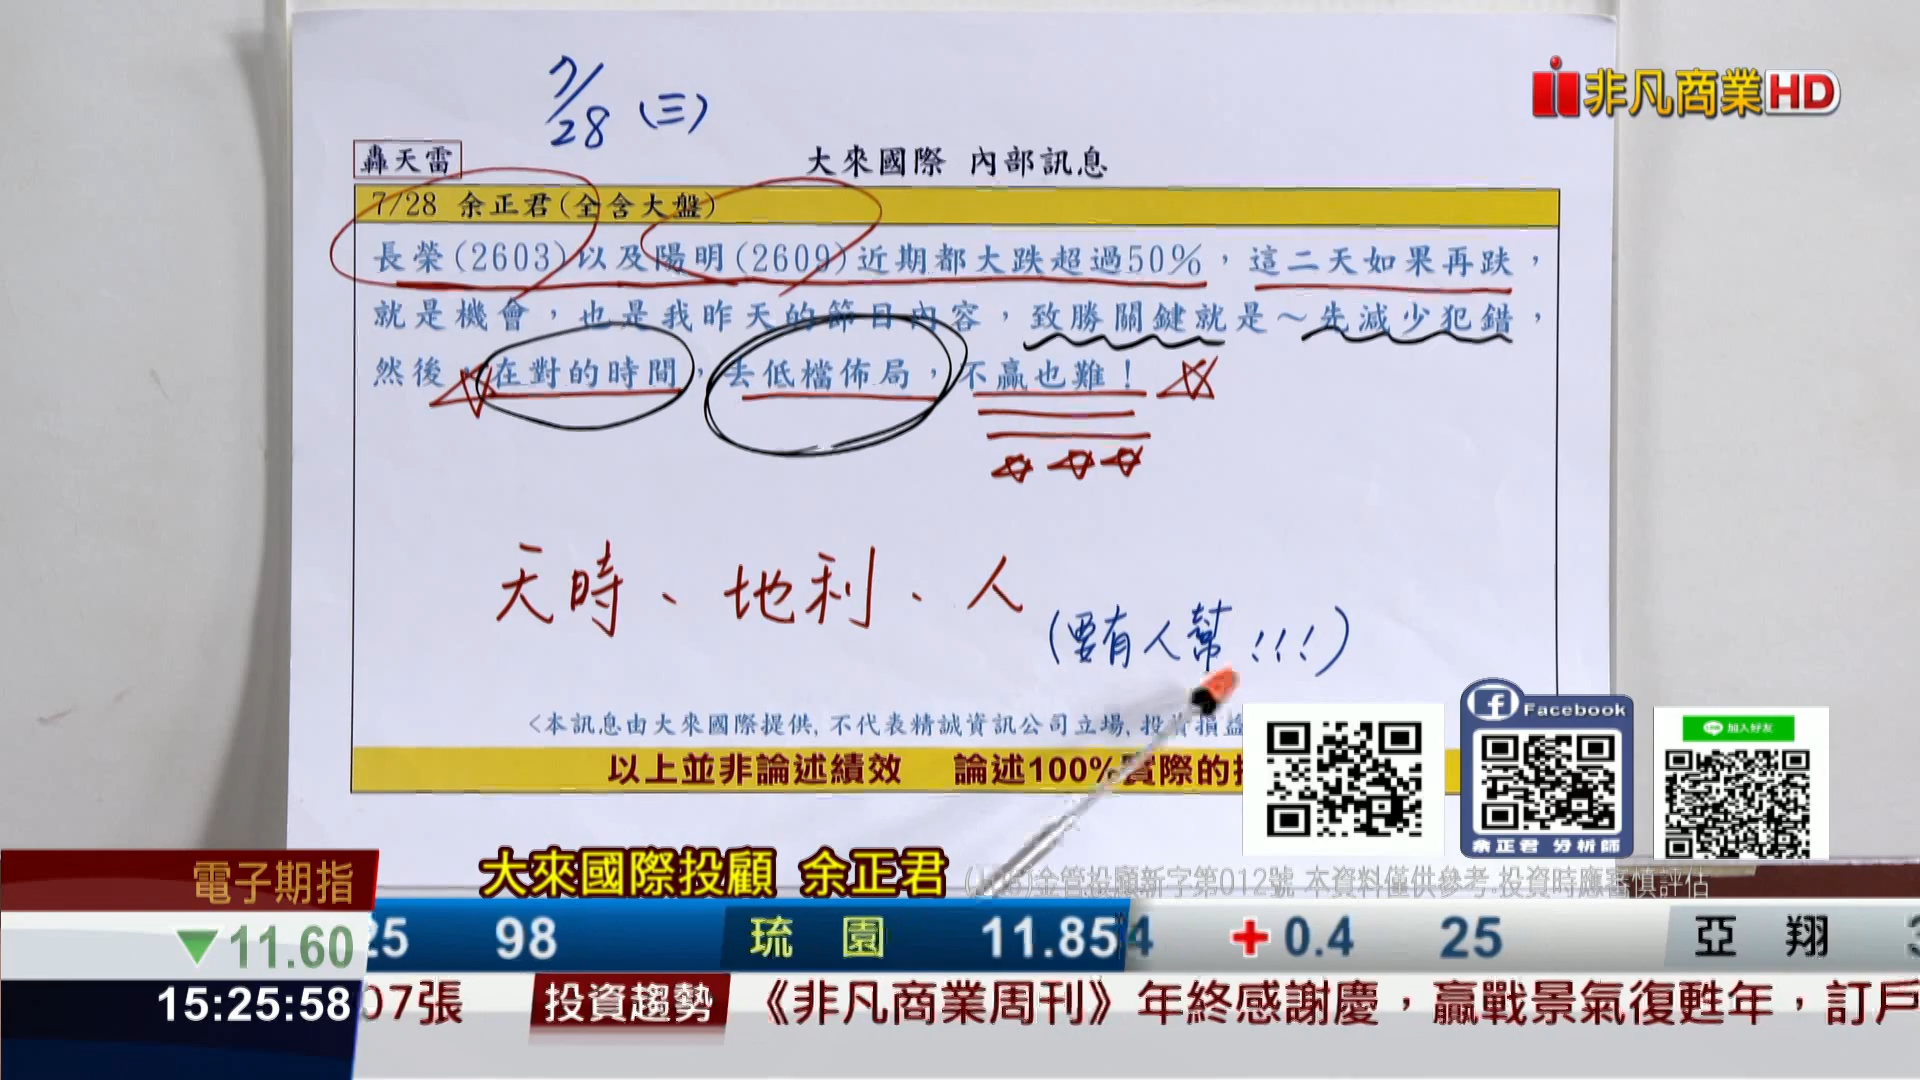 7/28 (三)
非凡商業HD
轟天雷
大來國際 內部訊息
7/28 余正君(全含大盤)
長榮(2603)以及陽明(2609)近期都大跌超過50%，這二天如果再跌，
就是機會，也是我昨天的節目內容，致勝關鍵就是～先減少犯錯，
然後，在對的時間，去低檔佈局，不贏也難！
天時、地利、人
(要有人幫!!!)
<本訊息由大來國際提供,不代表精誠資訊公司立場,投資損益
以上並非論述績效 論述100%實際的
Facebook
余正君 分析師
LINE 加入好友
大來國際投顧 余正君
金管投顧新字第012號 本資料僅供參考.投資時應審慎評估
電子期指
▼11.60
25 98 琉園 11.85 4 +0.4 25 亞翔
15:25:58
07張 投資趨勢 《非凡商業周刊》年終感謝慶，贏戰景氣復甦年，訂戶